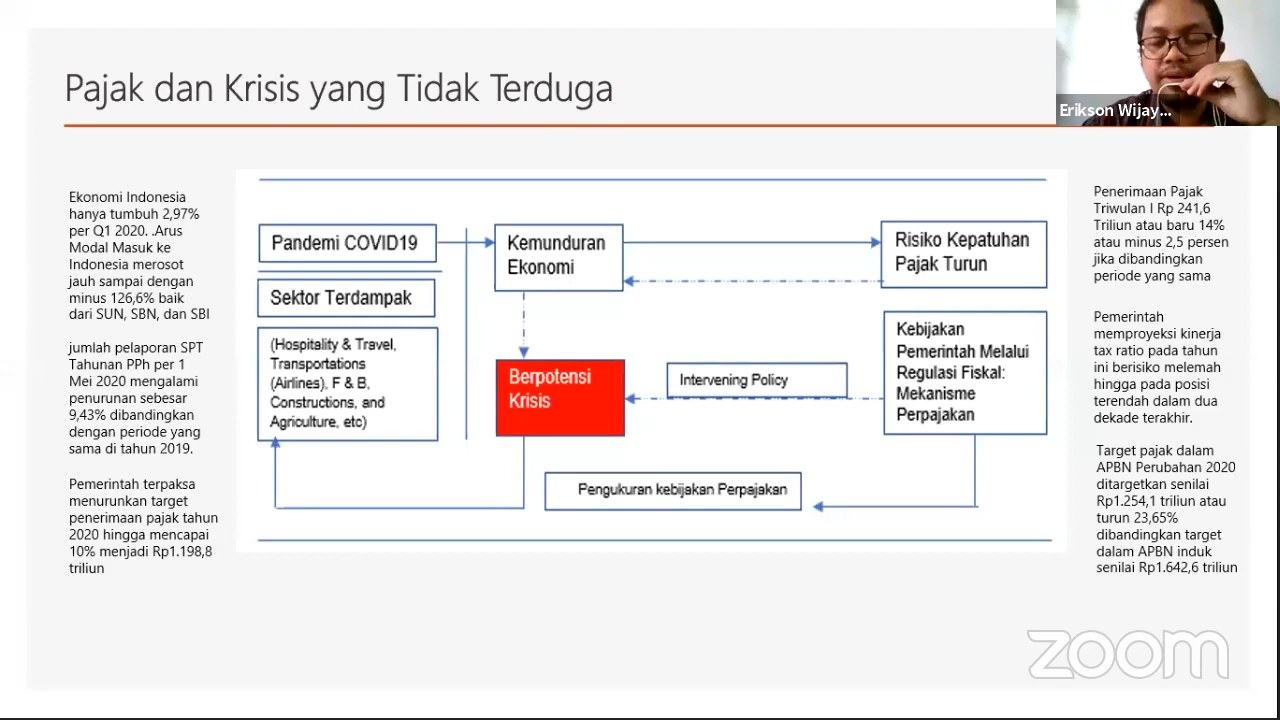 Pajak dan Krisis yang Tidak Terduga
Erikson Wijay...
Ekonomi Indonesia
hanya tumbuh 2,97%
per Q1 2020. .Arus
Modal Masuk ke
Indonesia merosot
jauh sampai dengan
minus 126,6% baik
dari SUN, SBN, dan SBI
jumlah pelaporan SPT
Tahunan PPh per 1
Mei 2020 mengalami
penurunan sebesar
9,43% dibandingkan
dengan periode yang
sama di tahun 2019.
Pemerintah terpaksa
menurunkan target
penerimaan pajak tahun
2020 hingga mencapai
10% menjadi Rp1.198,8
triliun
Pandemi COVID19
Sektor Terdampak
(Hospitality & Travel,
Transportations
(Airlines), F & B,
Constructions, and
Agriculture, etc)
Kemunduran
Ekonomi
Berpotensi
Krisis
Intervening Policy
Pengukuran kebijakan Perpajakan
Risiko Kepatuhan
Pajak Turun
Kebijakan
Pemerintah Melalui
Regulasi Fiskal:
Mekanisme
Perpajakan
Penerimaan Pajak
Triwulan I Rp 241,6
Triliun atau baru 14%
atau minus 2,5 persen
jika dibandingkan
periode yang sama
Pemerintah
memproyeksi kinerja
tax ratio pada tahun
ini berisiko melemah
hingga pada posisi
terendah dalam dua
dekade terakhir.
Target pajak dalam
APBN Perubahan 2020
ditargetkan senilai
Rp1.254,1 triliun atau
turun 23,65%
dibandingkan target
dalam APBN induk
senilai Rp1.642,6 triliun
zoom